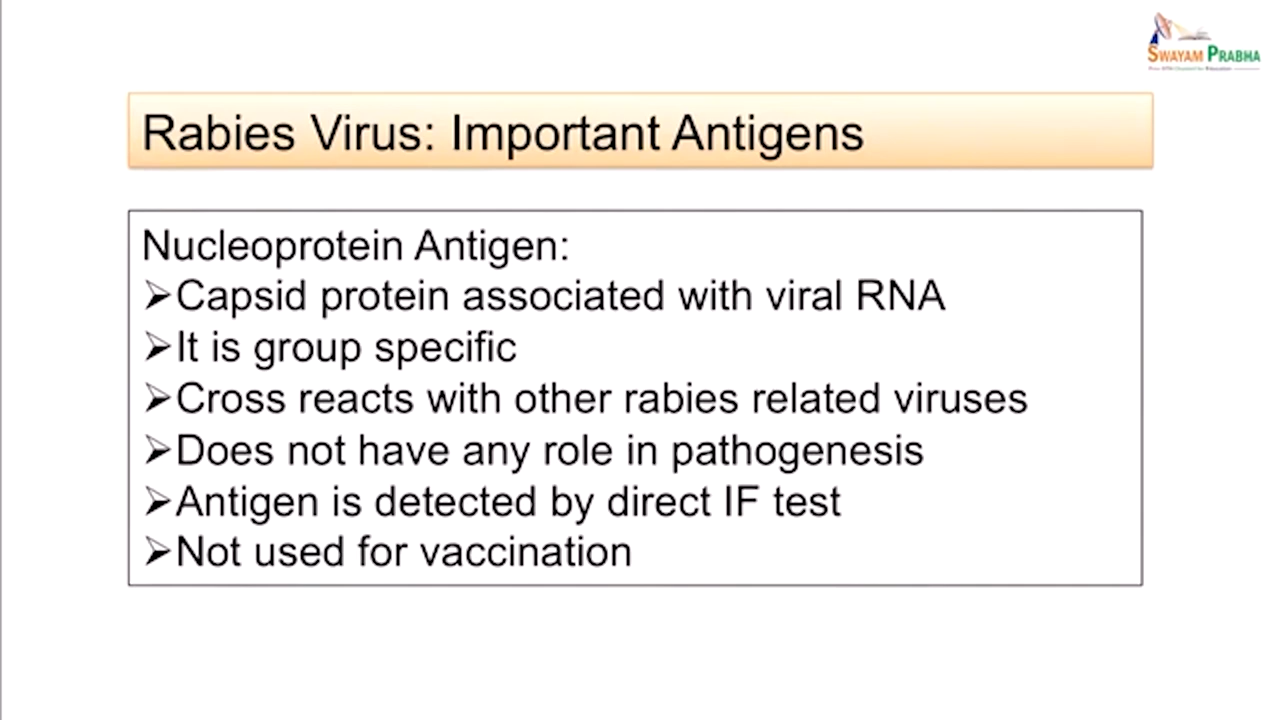 SWAYAM PRABHA
Rabies Virus: Important Antigens
Nucleoprotein Antigen:
➢Capsid protein associated with viral RNA
➢It is group specific
➢Cross reacts with other rabies related viruses
➢Does not have any role in pathogenesis
➢Antigen is detected by direct IF test
➢Not used for vaccination